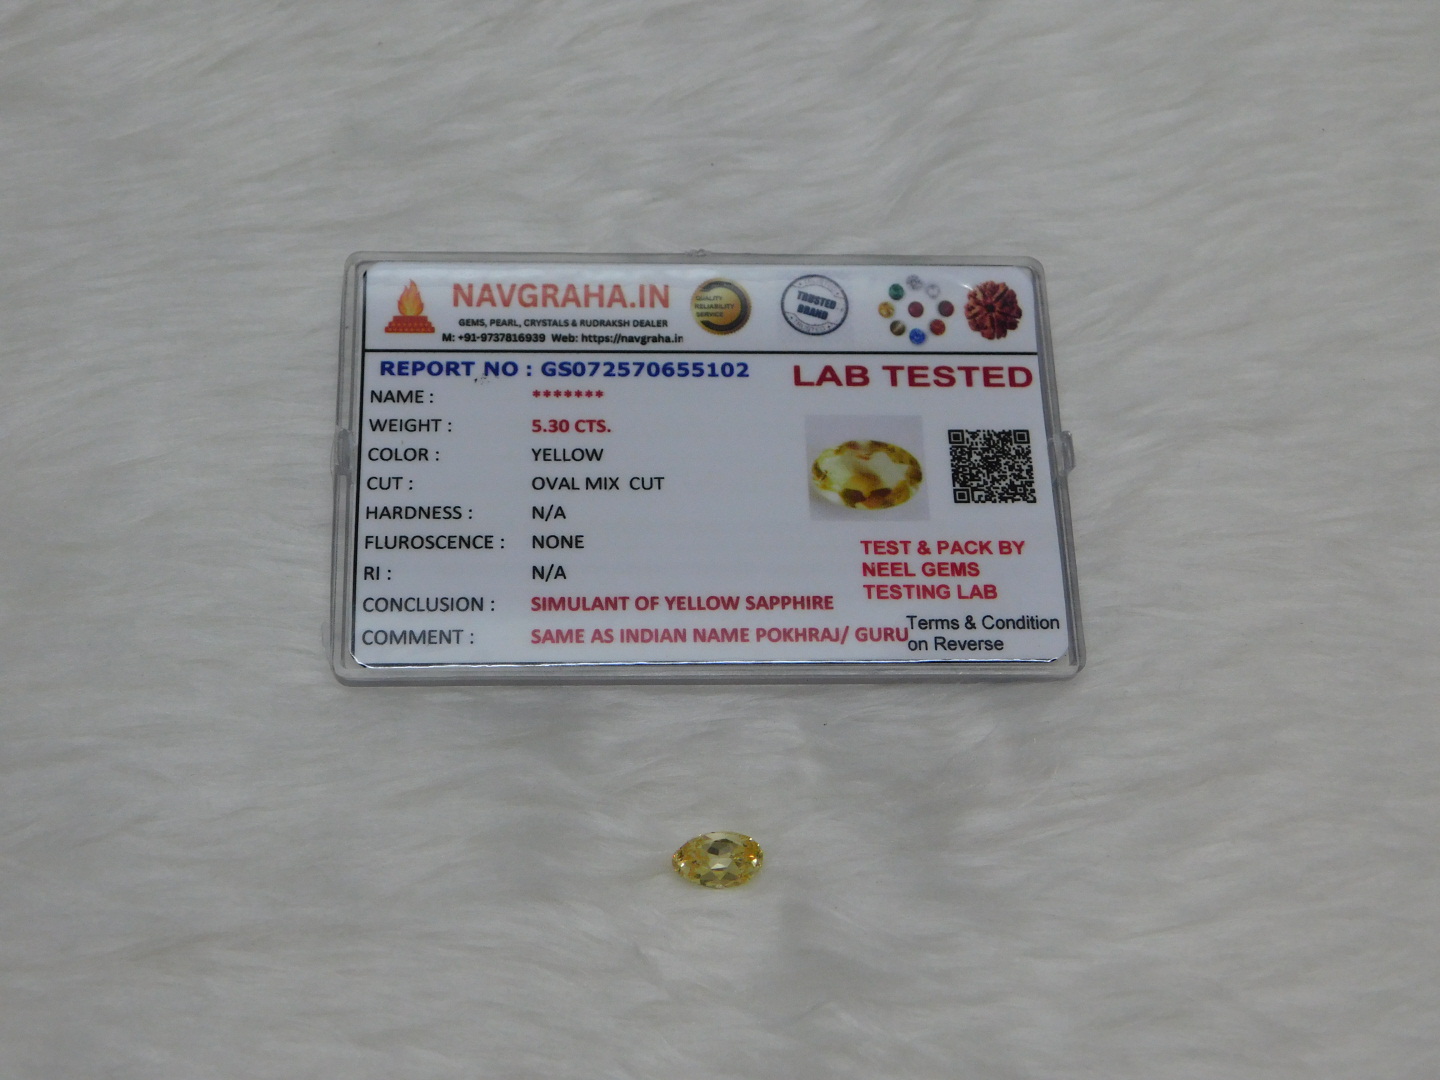 NAVGRAHA.IN
GEMS, PEARL, CRYSTALS & RUDRAKSH DEALER
M: +91-9737816939 Web: https://navgraha.in
QUALITY
RELIABILITY
SERVICE
TRUSTED
BRAND
REPORT NO : GS072570655102
LAB TESTED
NAME : *******
WEIGHT : 5.30 CTS.
COLOR : YELLOW
CUT : OVAL MIX CUT
HARDNESS : N/A
FLUROSCENCE : NONE
RI : N/A
CONCLUSION : SIMULANT OF YELLOW SAPPHIRE
COMMENT : SAME AS INDIAN NAME POKHRAJ/ GURU
TEST & PACK BY
NEEL GEMS
TESTING LAB
Terms & Condition
on Reverse